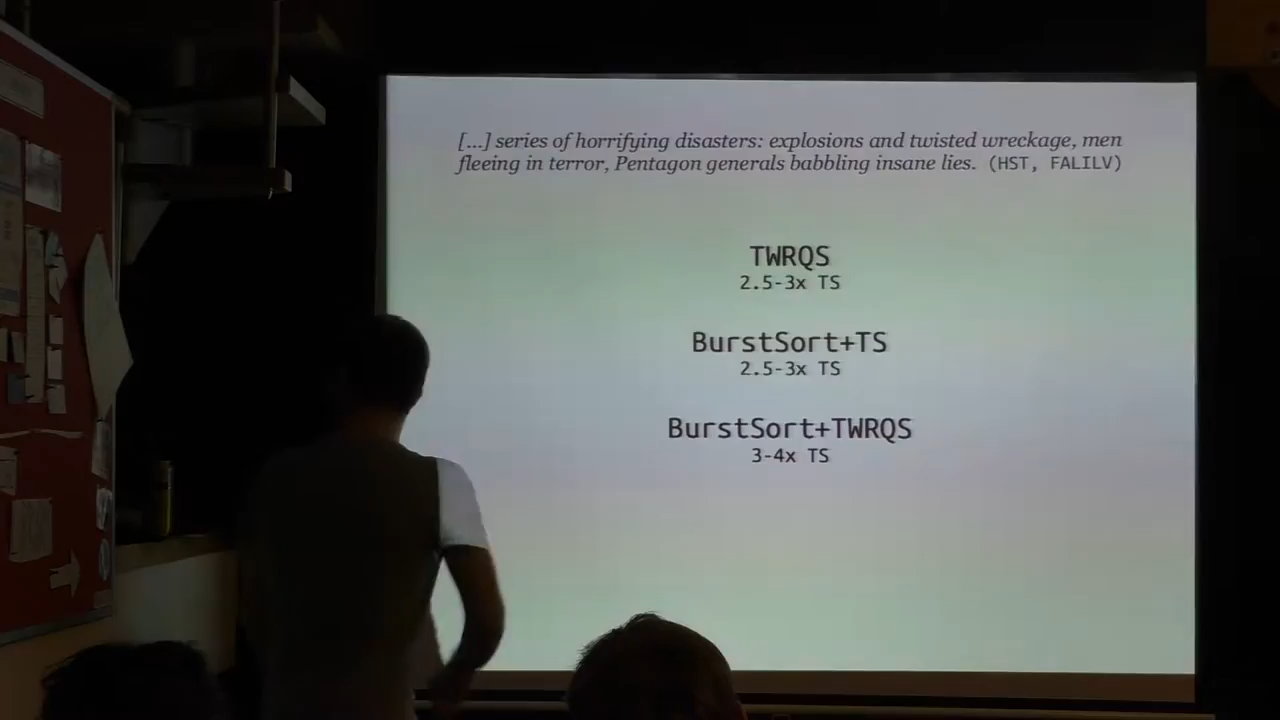 [...] series of horrifying disasters: explosions and twisted wreckage, men
fleeing in terror, Pentagon generals babbling insane lies. (HST, FALILV)
TWRQS
2.5-3x TS
BurstSort+TS
2.5-3x TS
BurstSort+TWRQS
3-4x TS